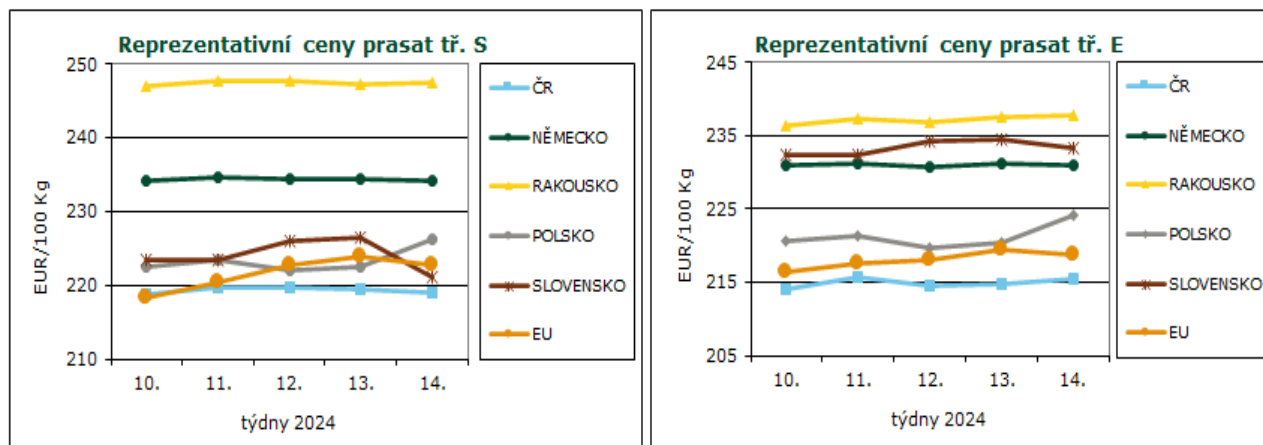 Reprezentativní ceny prasat tř. S
EUR/100 Kg
250
240
230
220
210
10. 11. 12. 13. 14.
týdny 2024
ČR
NĚMECKO
RAKOUSKO
POLSKO
SLOVENSKO
EU
Reprezentativní ceny prasat tř. E
EUR/100 Kg
245
235
225
215
205
10. 11. 12. 13. 14.
týdny 2024
ČR
NĚMECKO
RAKOUSKO
POLSKO
SLOVENSKO
EU